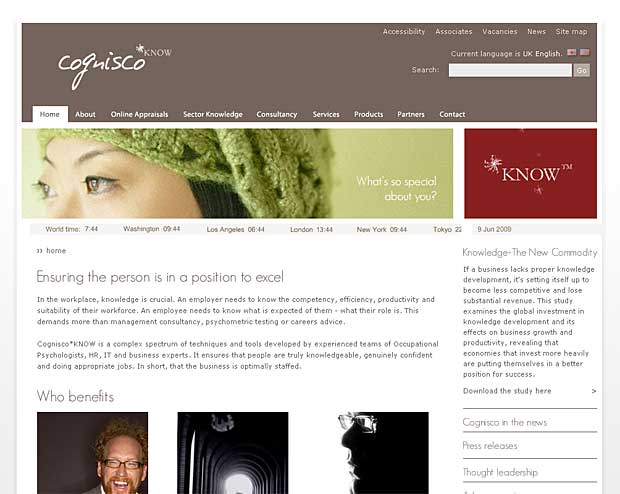 Accessibility Associates Vacancies News Site map
cognisco *KNOW
Current language is UK English.
Search: Go
Home About Online Appraisals Sector Knowledge Consultancy Services Products Partners Contact
What's so special
about you?
*KNOW™
World time: 7:44 Washington 09:44 Los Angeles 06:44 London 13:44 New York 09:44 Tokyo 22
9 Jun 2009
›› home
Ensuring the person is in a position to excel
In the workplace, knowledge is crucial. An employer needs to know the competency, efficiency, productivity and
suitability of their workforce. An employee needs to know what is expected of them - what their role is. This
demands more than management consultancy, psychometric testing or careers advice.
Cognisco*KNOW is a complex spectrum of techniques and tools developed by experienced teams of Occupational
Psychologists, HR, IT and business experts. It ensures that people are truly knowledgeable, genuinely confident
and doing appropriate jobs. In short, that the business is optimally staffed.
Who benefits
Knowledge-The New Commodity
If a business lacks proper knowledge
development, it's setting itself up to
become less competitive and lose
substantial revenue. This study
examines the global investment in
knowledge development and its
effects on business growth and
productivity, revealing that
economies that invest more heavily
are putting themselves in a better
position for success.
Download the study here >
Cognisco in the news
Press releases
Thought leadership